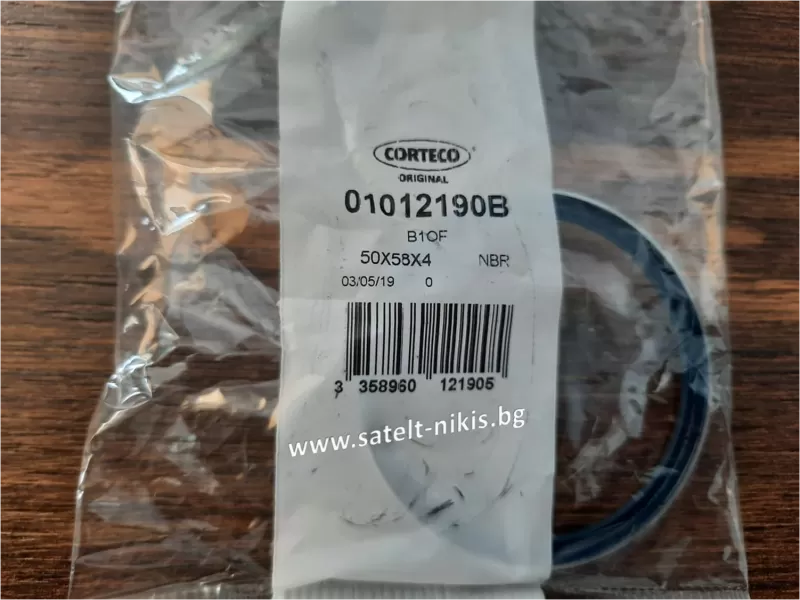 CORTECO®
ORIGINAL
01012190B
B1OF
50X58X4 NBR
03/05/19 0
3 358960 121905
www.satelt-nikis.bg